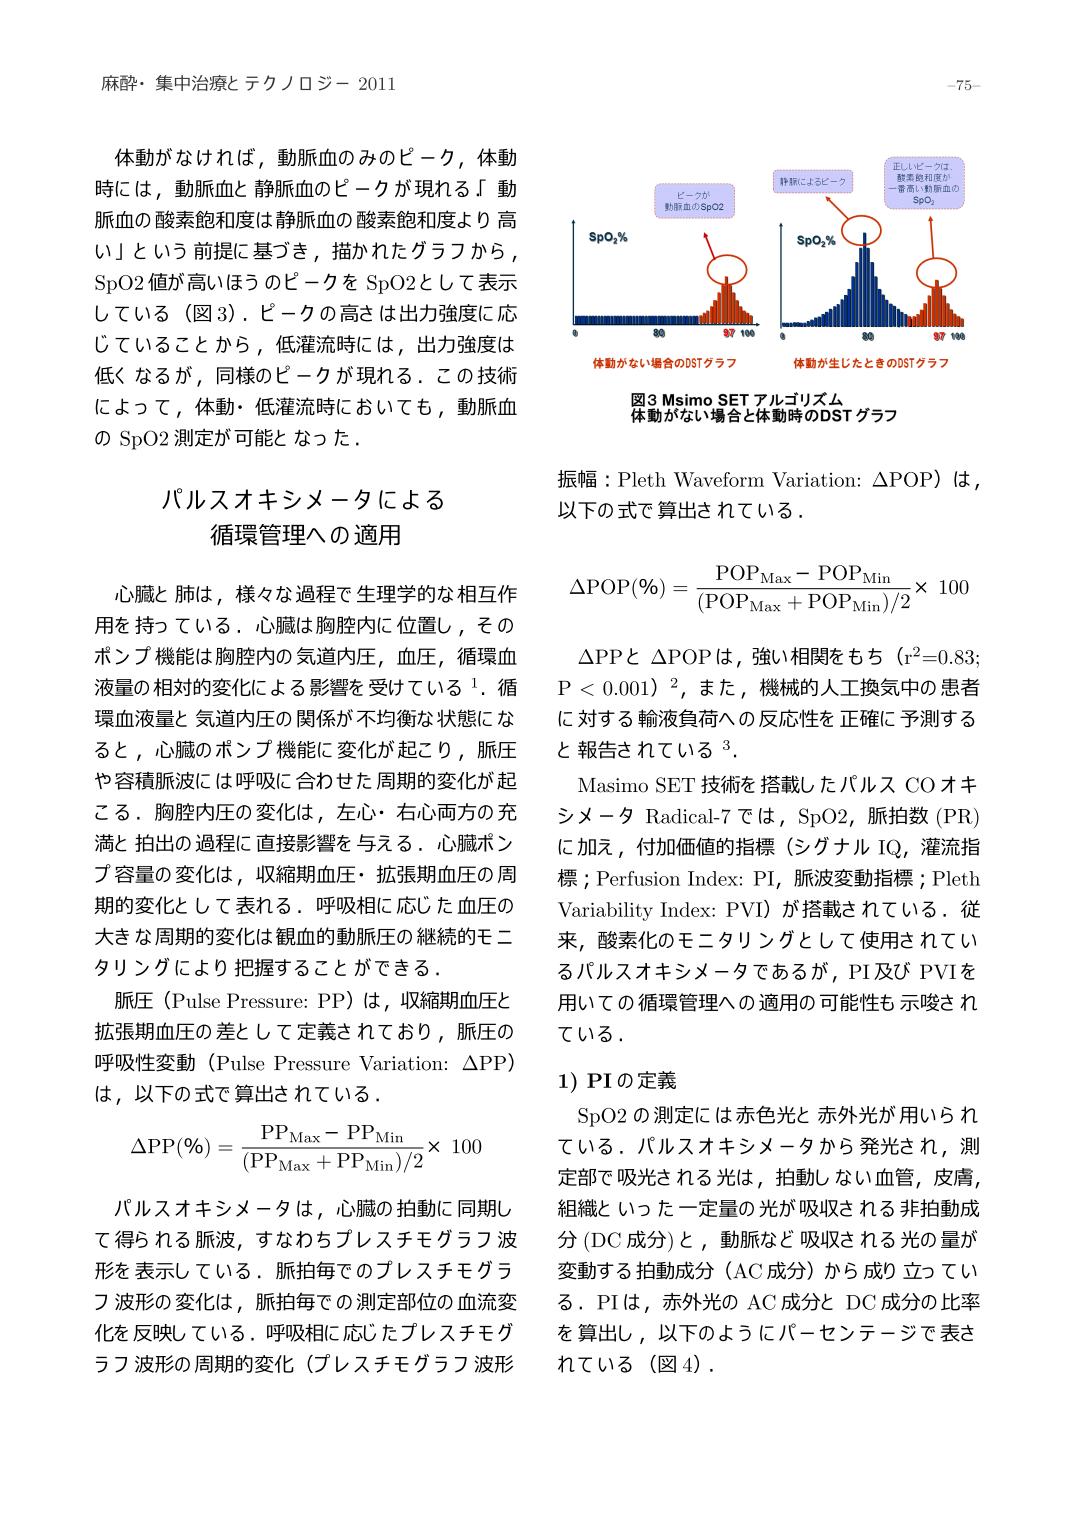 麻酔・集中治療とテクノロジー 2011
–75–
体動がなければ，動脈血のみのピーク，体動
時には，動脈血と静脈血のピークが現れる．「動
脈血の酸素飽和度は静脈血の酸素飽和度より高
い」という前提に基づき，描かれたグラフから，
SpO2 値が高いほうのピークを SpO2として表示
している（図 3）．ピークの高さは出力強度に応
じていることから，低灌流時には，出力強度は
低くなるが，同様のピークが現れる．この技術
によって，体動・低灌流時においても，動脈血
の SpO2 測定が可能となった．
パルスオキシメータによる
循環管理への適用
心臓と肺は，様々な過程で生理学的な相互作
用を持っている．心臓は胸腔内に位置し，その
ポンプ機能は胸腔内の気道内圧，血圧，循環血
液量の相対的変化による影響を受けている 1．循
環血液量と気道内圧の関係が不均衡な状態にな
ると，心臓のポンプ機能に変化が起こり，脈圧
や容積脈波には呼吸に合わせた周期的変化が起
こる．胸腔内圧の変化は，左心・右心両方の充
満と拍出の過程に直接影響を与える．心臓ポン
プ容量の変化は，収縮期血圧・拡張期血圧の周
期的変化として表れる．呼吸相に応じた血圧の
大きな周期的変化は観血的動脈圧の継続的モニ
タリングにより把握することができる．
脈圧（Pulse Pressure: PP）は，収縮期血圧と
拡張期血圧の差として定義されており，脈圧の
呼吸性変動（Pulse Pressure Variation: ΔPP）
は，以下の式で算出されている．
ΔPP(%) = (PPMax − PPMin) / ((PPMax + PPMin)/2) × 100
パルスオキシメータは，心臓の拍動に同期し
て得られる脈波，すなわちプレスチモグラフ波
形を表示している．脈拍毎でのプレスチモグラ
フ波形の変化は，脈拍毎での測定部位の血流変
化を反映している．呼吸相に応じたプレスチモグ
ラフ波形の周期的変化（プレスチモグラフ波形
ピークが
動脈血のSpO2
SpO2%
0 80 97 100
体動がない場合のDSTグラフ
静脈によるピーク
正しいピークは、
酸素飽和度が
一番高い動脈血の
SpO2
SpO2%
0 80 97 100
体動が生じたときのDSTグラフ
図3 Msimo SET アルゴリズム
体動がない場合と体動時のDST グラフ
振幅：Pleth Waveform Variation: ΔPOP）は，
以下の式で算出されている．
ΔPOP(%) = (POPMax − POPMin) / ((POPMax + POPMin)/2) × 100
ΔPPと ΔPOPは，強い相関をもち（r²=0.83;
P < 0.001）2，また，機械的人工換気中の患者
に対する輸液負荷への反応性を正確に予測する
と報告されている 3．
Masimo SET 技術を搭載したパルス CO オキ
シメータ Radical-7 では，SpO2，脈拍数 (PR)
に加え，付加価値的指標（シグナル IQ，灌流指
標；Perfusion Index: PI，脈波変動指標；Pleth
Variability Index: PVI）が搭載されている．従
来，酸素化のモニタリングとして使用されてい
るパルスオキシメータであるが，PI 及び PVI を
用いての循環管理への適用の可能性も示唆され
ている．
1) PI の定義
SpO2 の測定には赤色光と赤外光が用いられ
ている．パルスオキシメータから発光され，測
定部で吸光される光は，拍動しない血管，皮膚，
組織といった一定量の光が吸収される非拍動成
分 (DC 成分)と，動脈など吸収される光の量が
変動する拍動成分（AC 成分）から成り立ってい
る．PI は，赤外光の AC 成分と DC 成分の比率
を算出し，以下のようにパーセンテージで表さ
れている（図 4）．